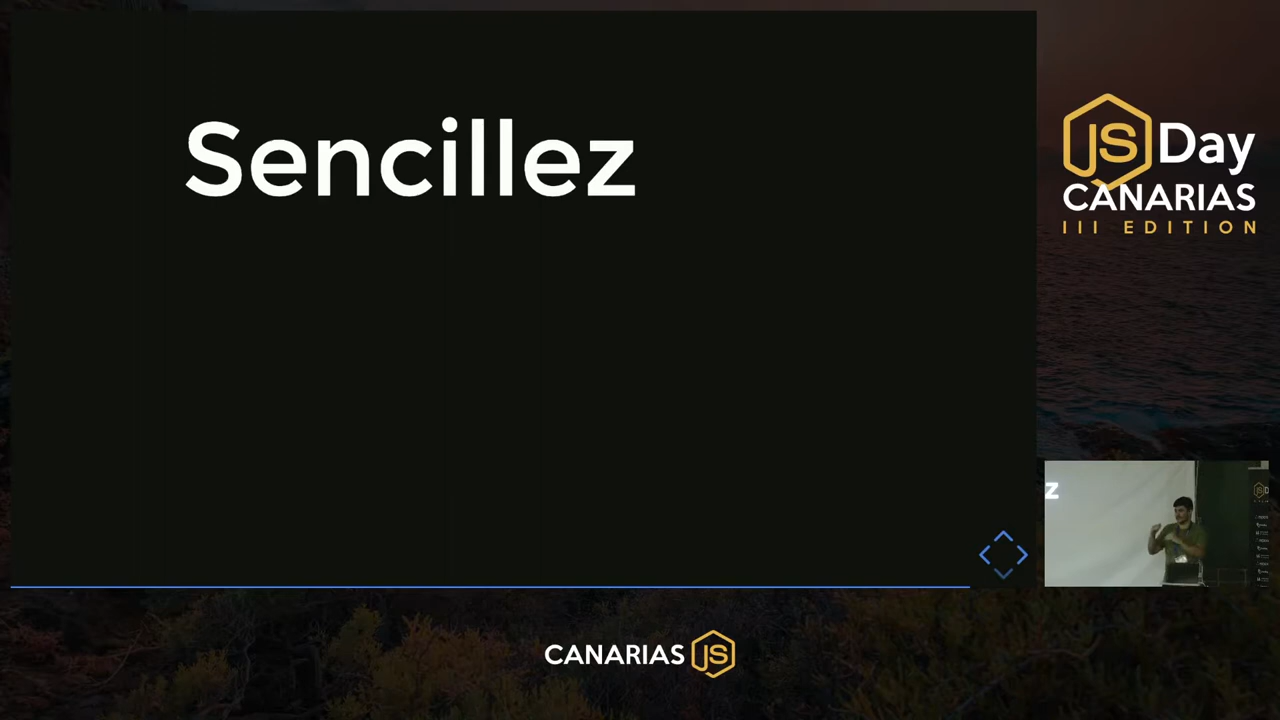 Sencillez
JS Day
CANARIAS
III EDITION
z
CANARIAS JS